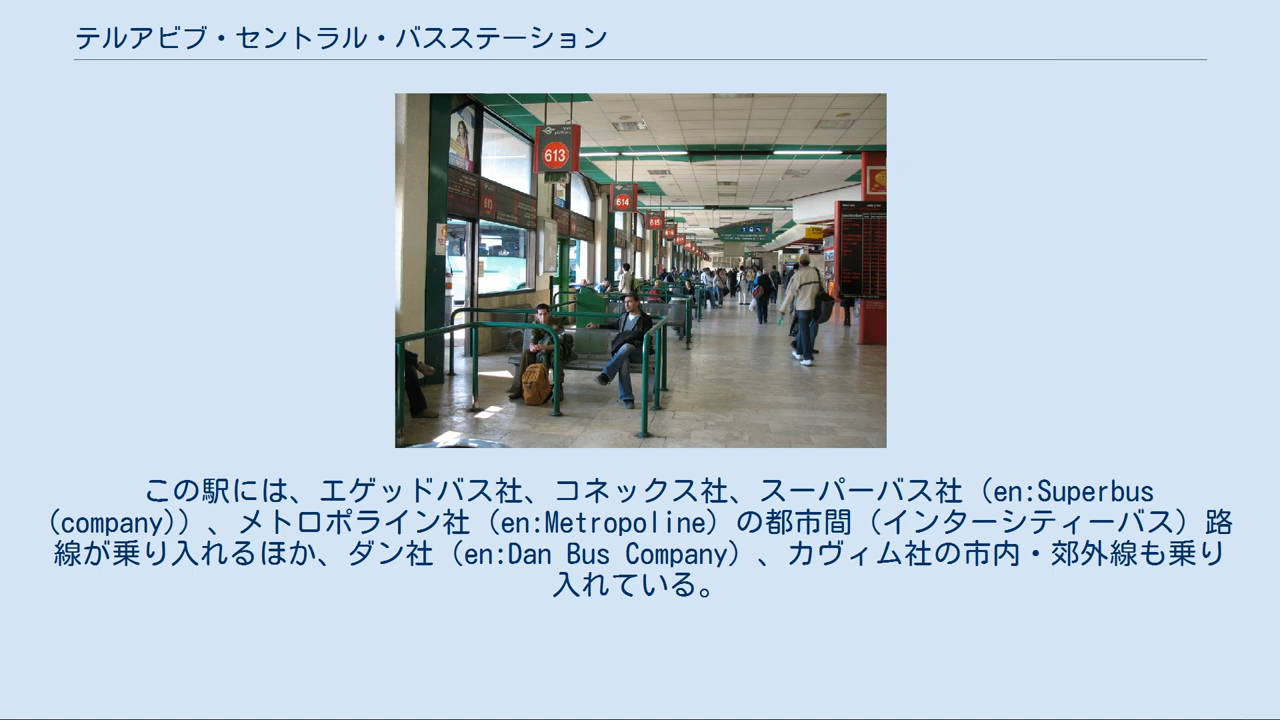 テルアビブ・セントラル・バスステーション
613
614
615
この駅には、エゲッドバス社、コネックス社、スーパーバス社（en:Superbus
(company)）、メトロポライン社（en:Metropoline）の都市間（インターシティーバス）路
線が乗り入れるほか、ダン社（en:Dan Bus Company）、カヴィム社の市内・郊外線も乗り
入れている。